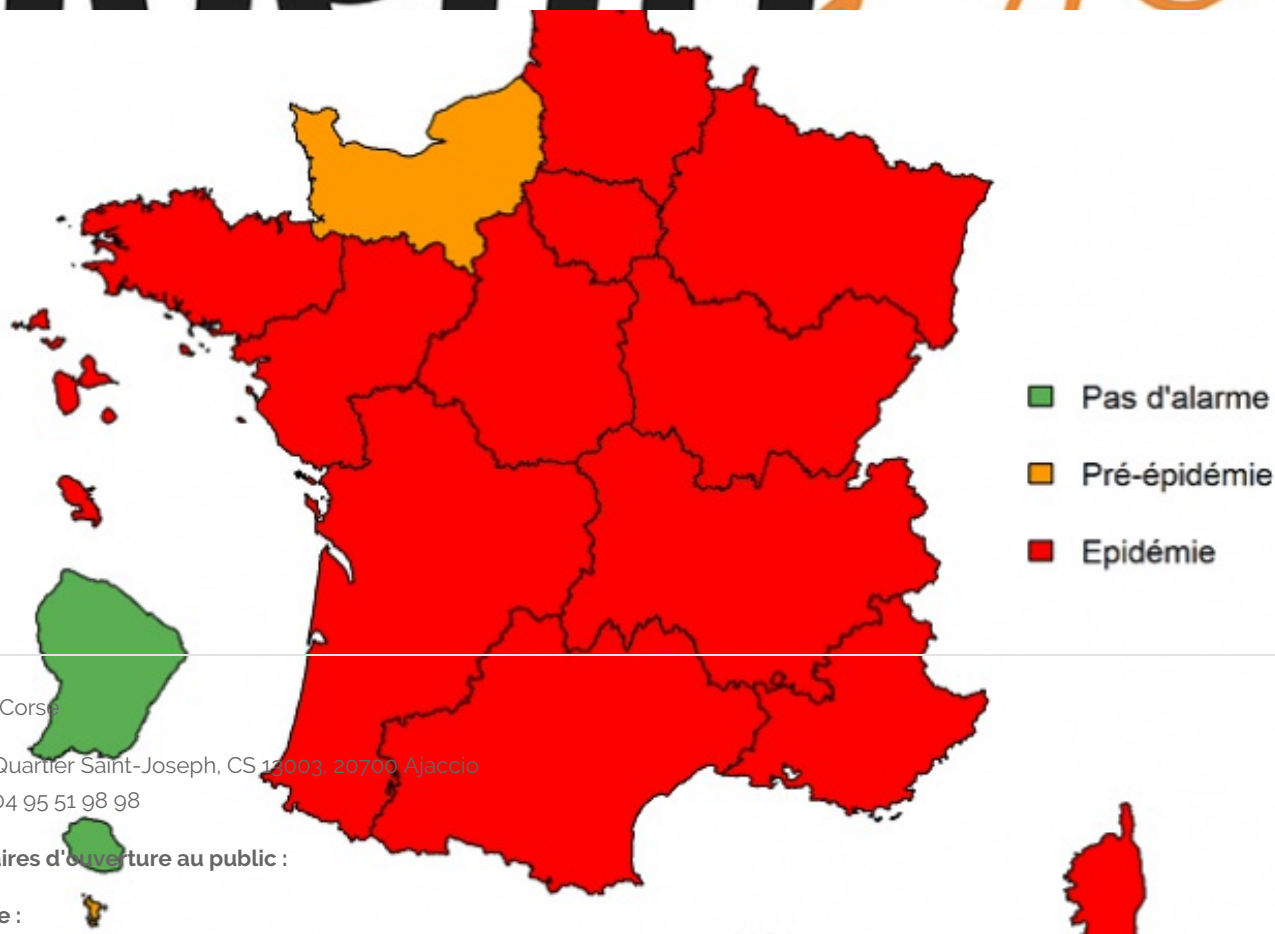 Pas d'alarme
Pré-épidémie
Epidémie
Corse
Quartier Saint-Joseph, CS 13003, 20700 Ajaccio
04 95 51 98 98
d'ouverture au public :